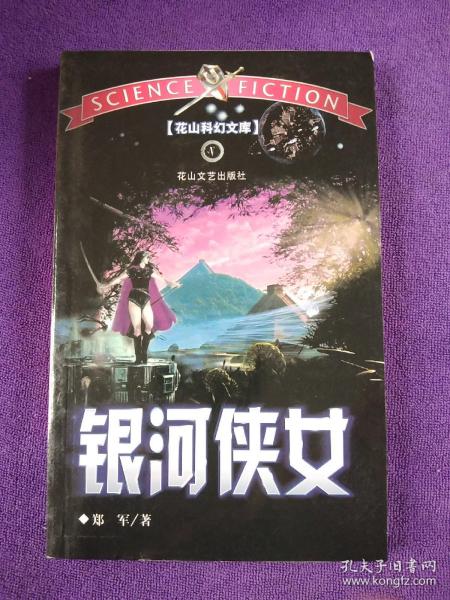 SCIENCE FICTION
【花山科幻文库】
V
花山文艺出版社
银河侠女
◆郑 军/著
孔夫子旧书网
www.kongfz.com